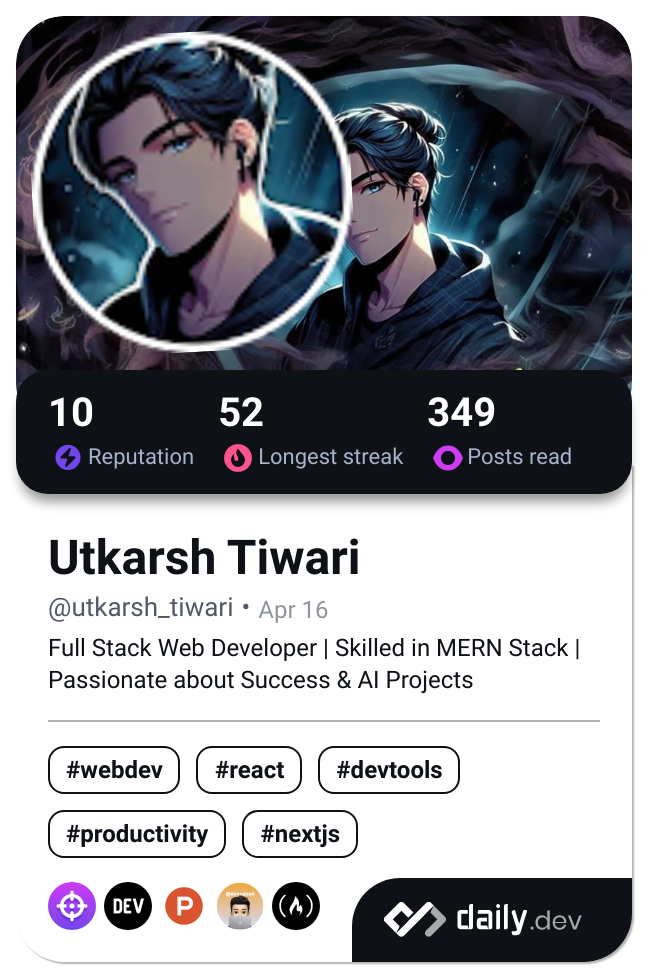 10 52 349
Reputation Longest streak Posts read
Utkarsh Tiwari
@utkarsh_tiwari • Apr 16
Full Stack Web Developer | Skilled in MERN Stack |
Passionate about Success & AI Projects
#webdev #react #devtools
#productivity #nextjs
DEV P daily.dev